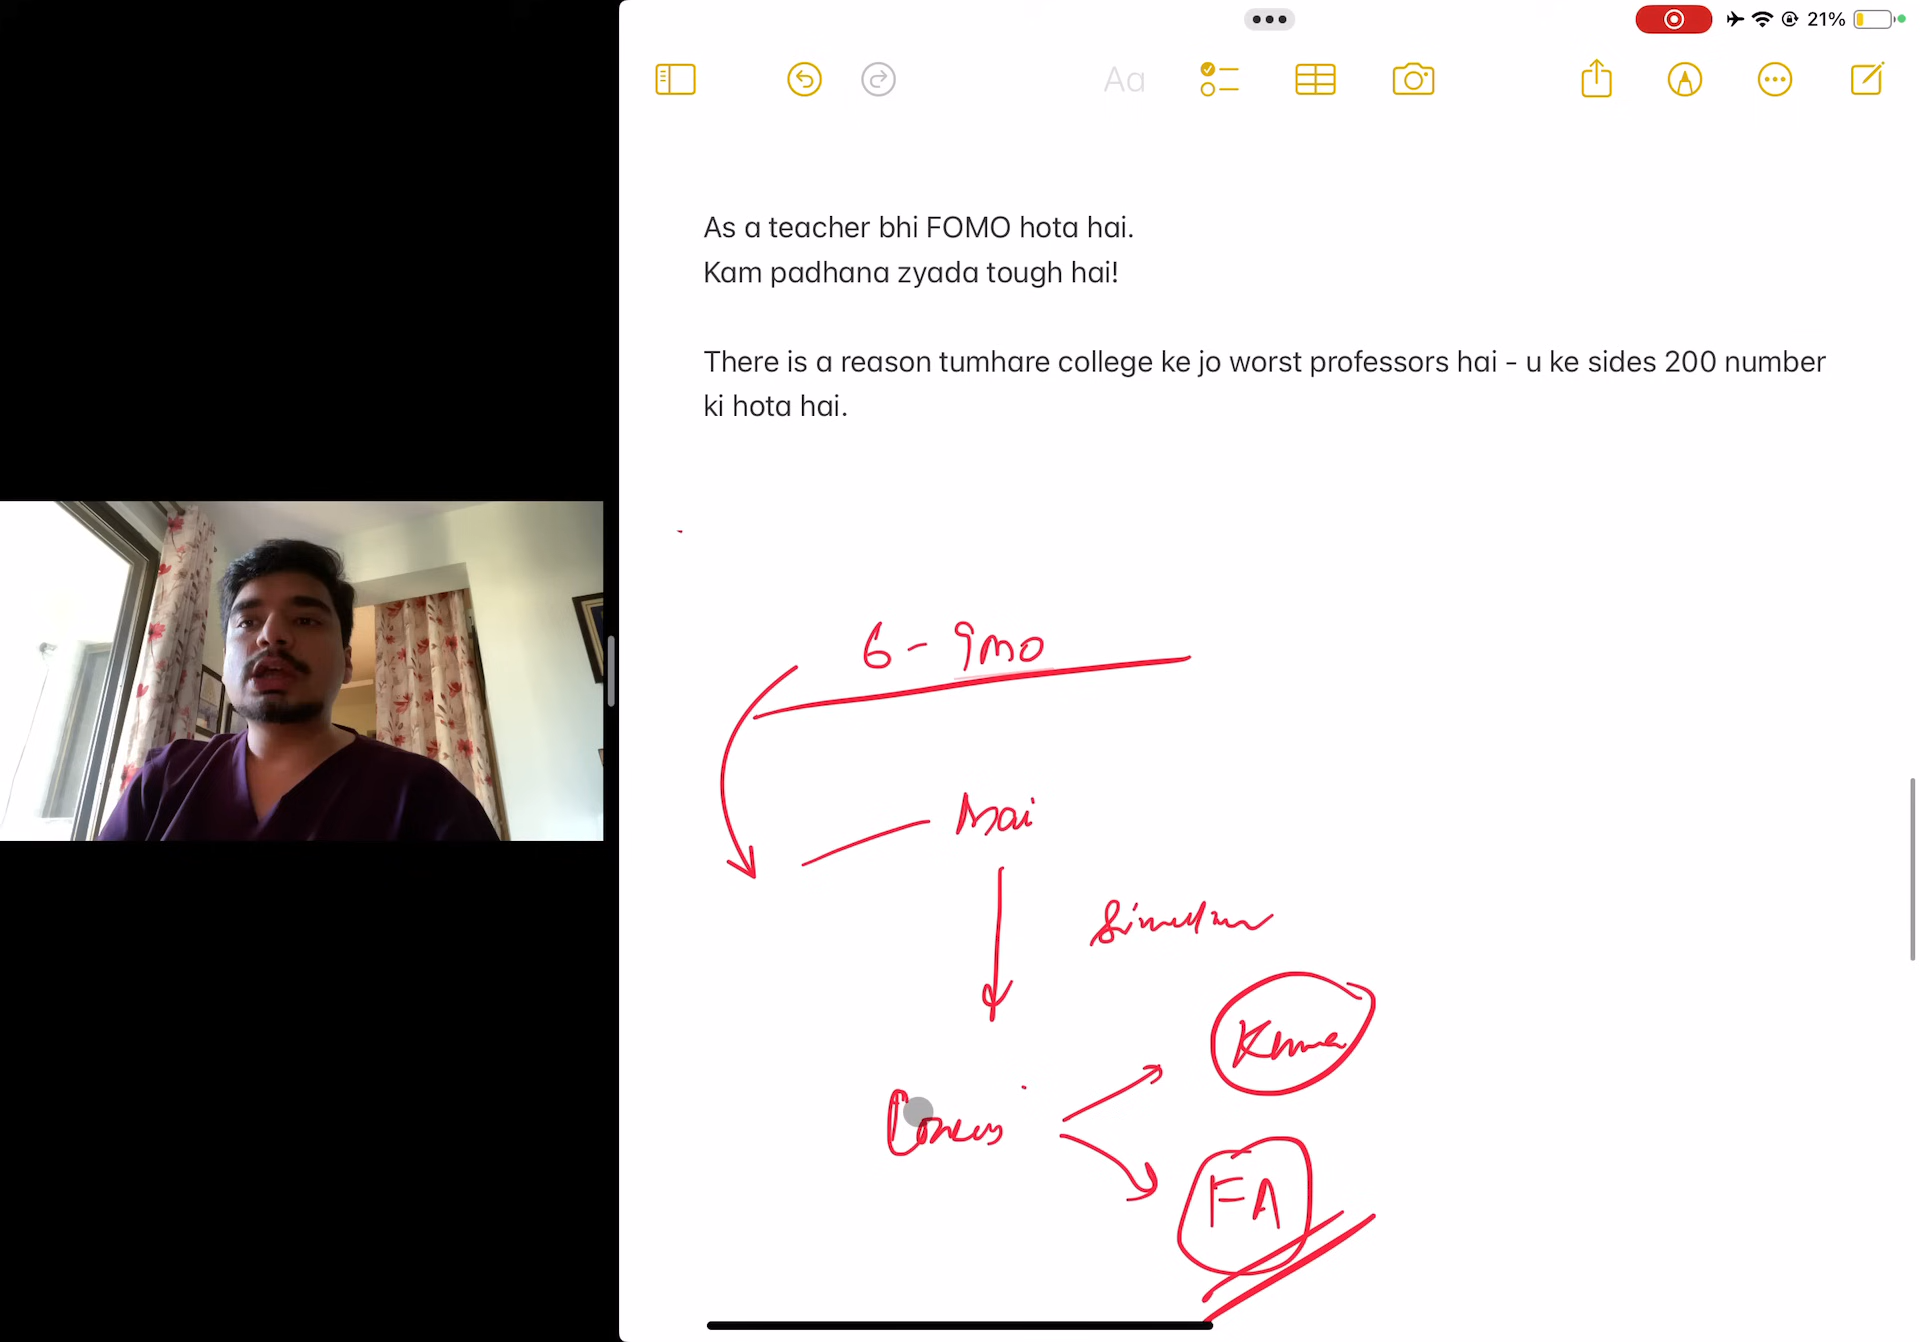 21%
Aa
As a teacher bhi FOMO hota hai.
Kam padhana zyada tough hai!
There is a reason tumhare college ke jo worst professors hai - u ke sides 200 number
ki hota hai.
6 - 9mo
Mai
FA